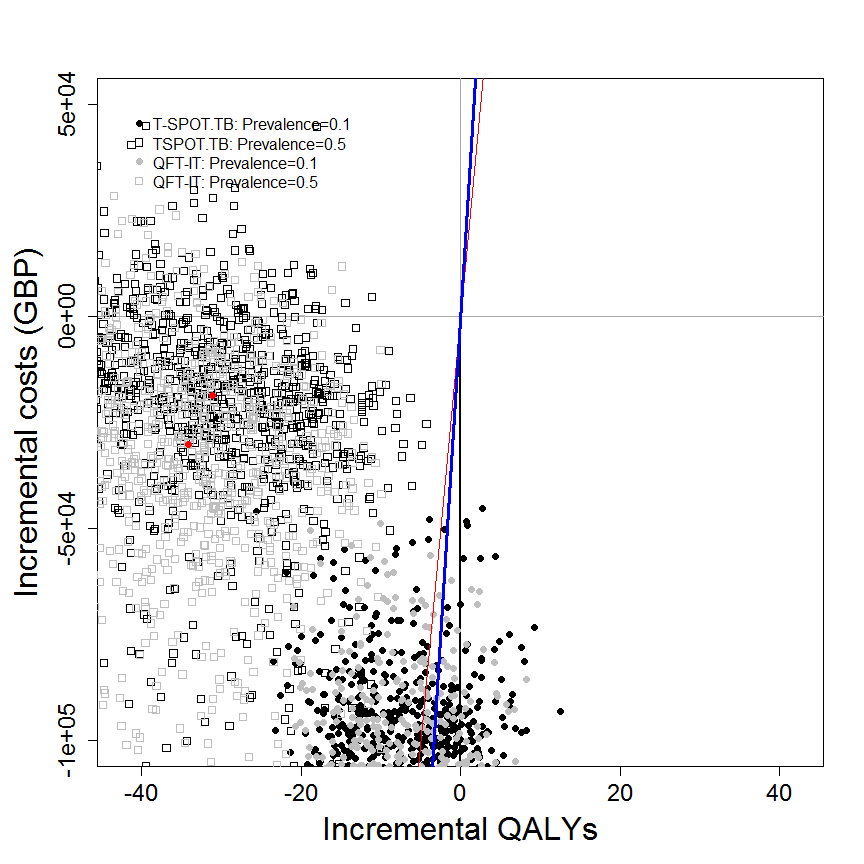 T-SPOT.TB: Prevalence=0.1
TSPOT.TB: Prevalence=0.5
QFT-IT: Prevalence=0.1
QFT-IT: Prevalence=0.5
5e+04
0e+00
-5e+04
-1e+05
Incremental costs (GBP)
-40 -20 0 20 40
Incremental QALYs